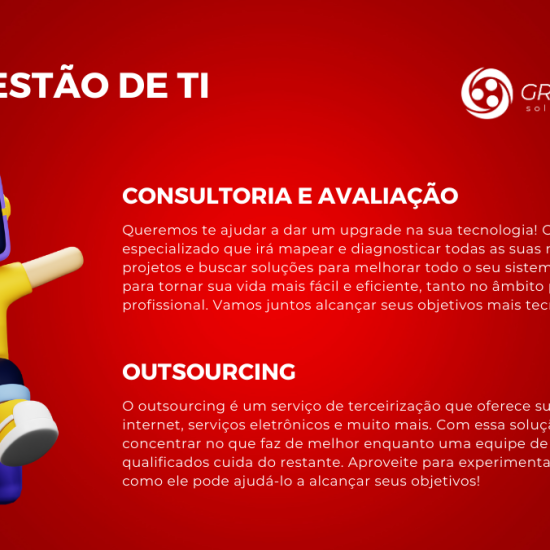 ESTÃO DE TI
GR
sol
CONSULTORIA E AVALIAÇÃO
Queremos te ajudar a dar um upgrade na sua tecnologia!
especializado que irá mapear e diagnosticar todas as suas
projetos e buscar soluções para melhorar todo o seu sistem
para tornar sua vida mais fácil e eficiente, tanto no âmbito
profissional. Vamos juntos alcançar seus objetivos mais tec
OUTSOURCING
O outsourcing é um serviço de terceirização que oferece su
internet, serviços eletrônicos e muito mais. Com essa soluç
concentrar no que faz de melhor enquanto uma equipe de
qualificados cuida do restante. Aproveite para experimenta
como ele pode ajudá-lo a alcançar seus objetivos!